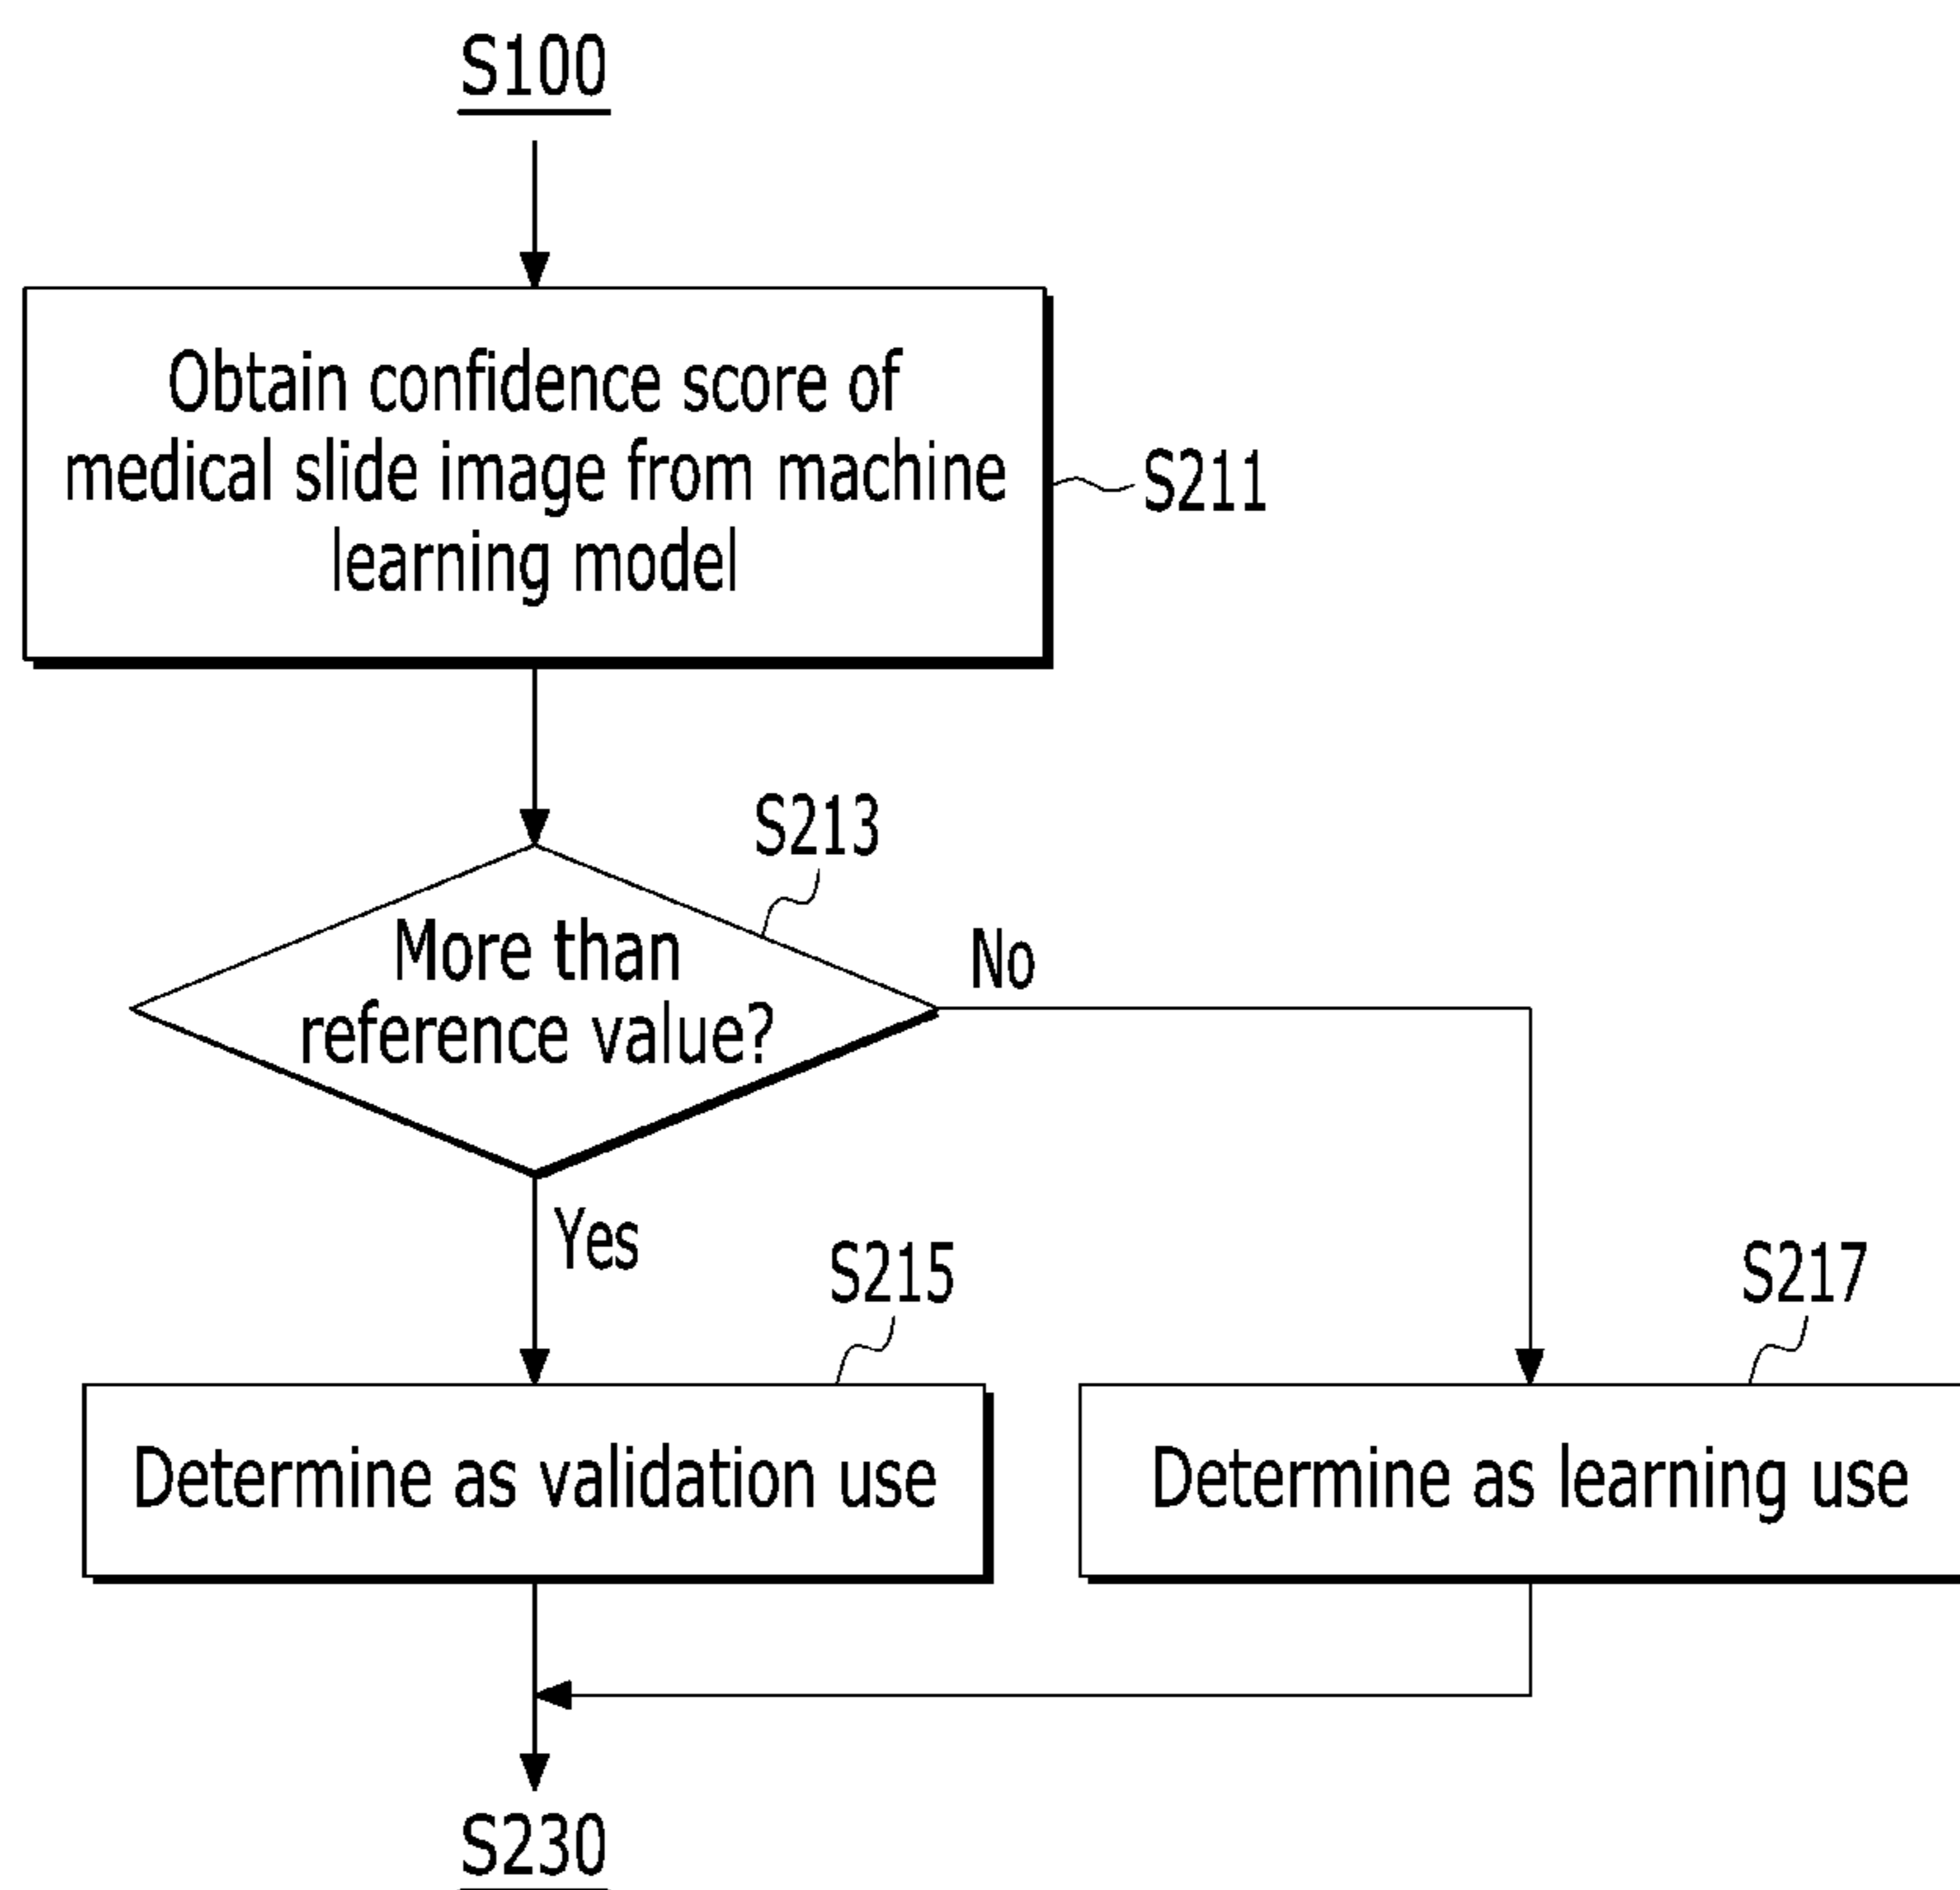 S100
Obtain confidence score of
medical slide image from machine
learning model
S211
S213
More than
reference value?
No
Yes
S215
Determine as validation use
S217
Determine as learning use
S230